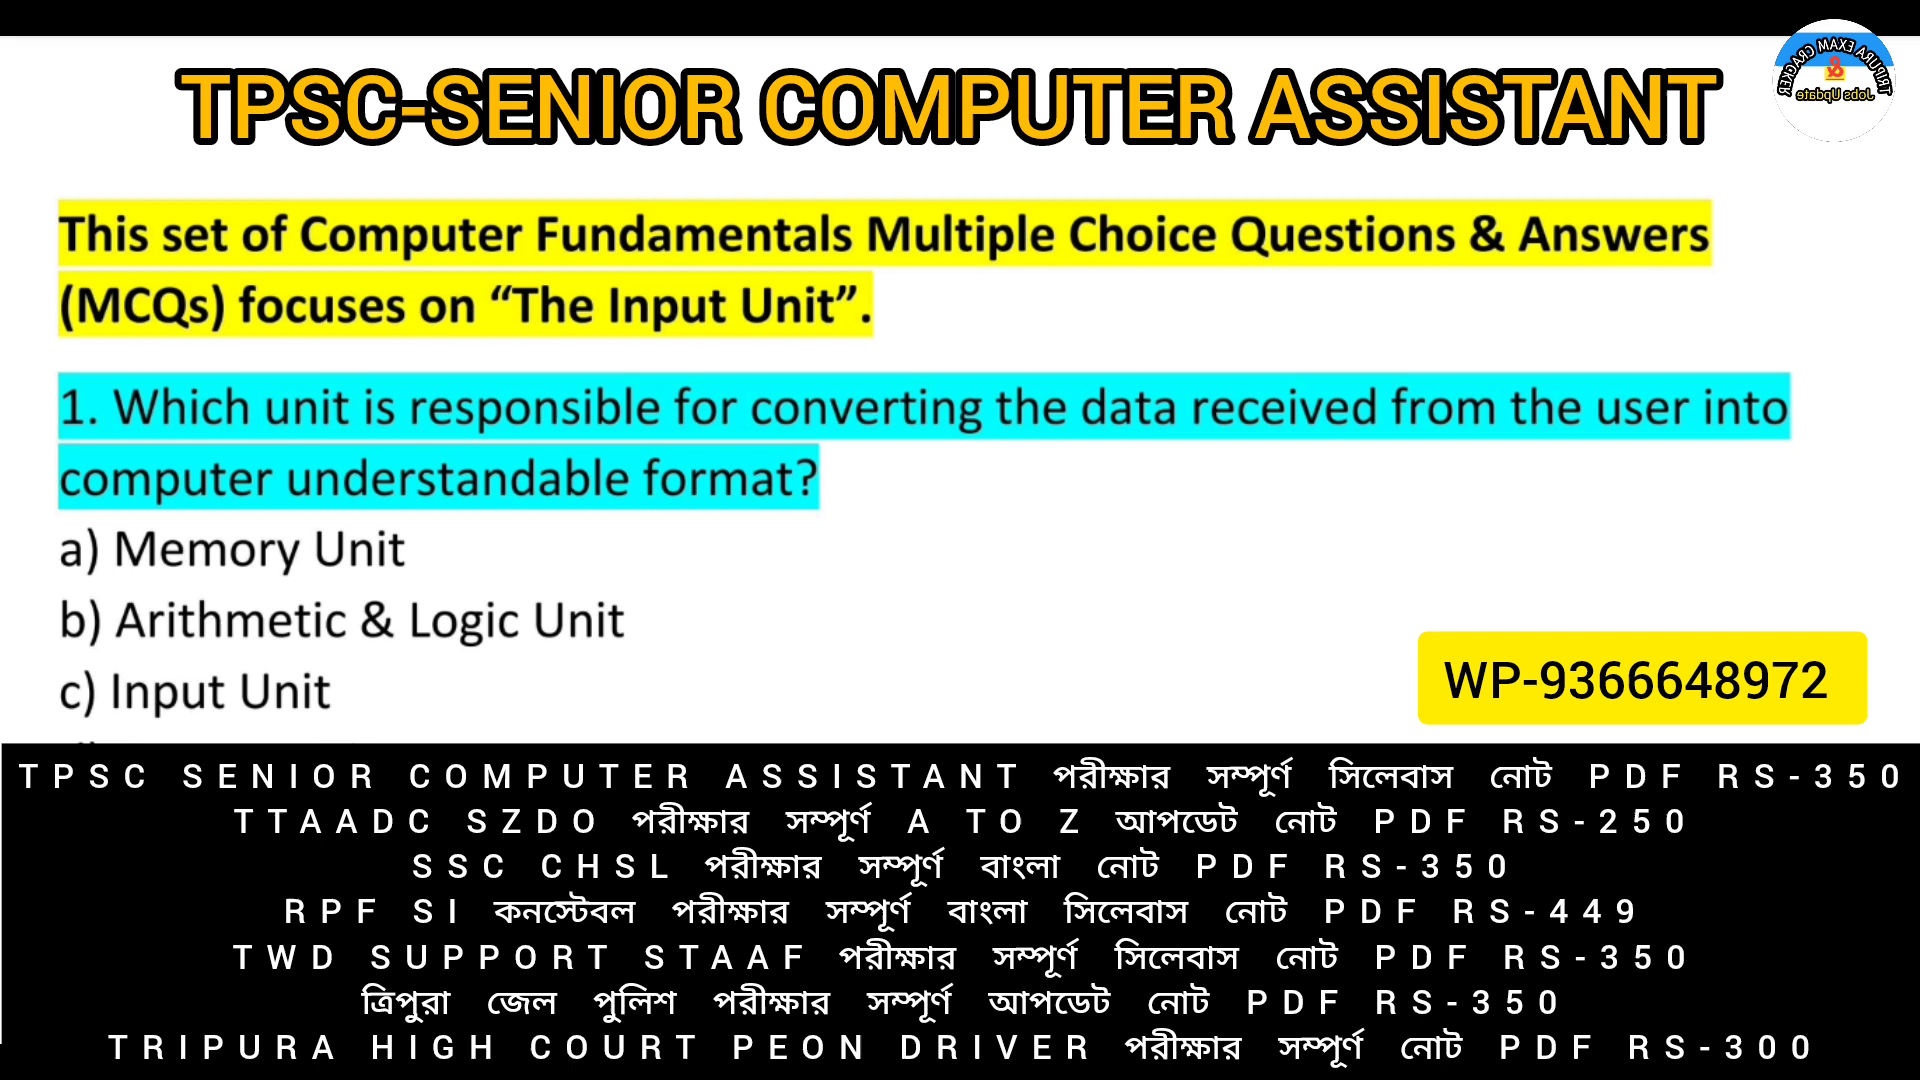 TPSC-SENIOR COMPUTER ASSISTANT
TRIPURA EXAM CRACKER
&
Jobs Update
This set of Computer Fundamentals Multiple Choice Questions & Answers
(MCQs) focuses on “The Input Unit”.
1. Which unit is responsible for converting the data received from the user into
computer understandable format?
a) Memory Unit
b) Arithmetic & Logic Unit
c) Input Unit
WP-9366648972
TPSC SENIOR COMPUTER ASSISTANT পরীক্ষার সম্পূর্ণ সিলেবাস নোট PDF RS-350
TTAADC SZDO পরীক্ষার সম্পূর্ণ A TO Z আপডেট নোট PDF RS-250
SSC CHSL পরীক্ষার সম্পূর্ণ বাংলা নোট PDF RS-350
RPF SI কনস্টেবল পরীক্ষার সম্পূর্ণ বাংলা সিলেবাস নোট PDF RS-449
TWD SUPPORT STAAF পরীক্ষার সম্পূর্ণ সিলেবাস নোট PDF RS-350
ত্রিপুরা জেল পুলিশ পরীক্ষার সম্পূর্ণ আপডেট নোট PDF RS-350
TRIPURA HIGH COURT PEON DRIVER পরীক্ষার সম্পূর্ণ নোট PDF RS-300